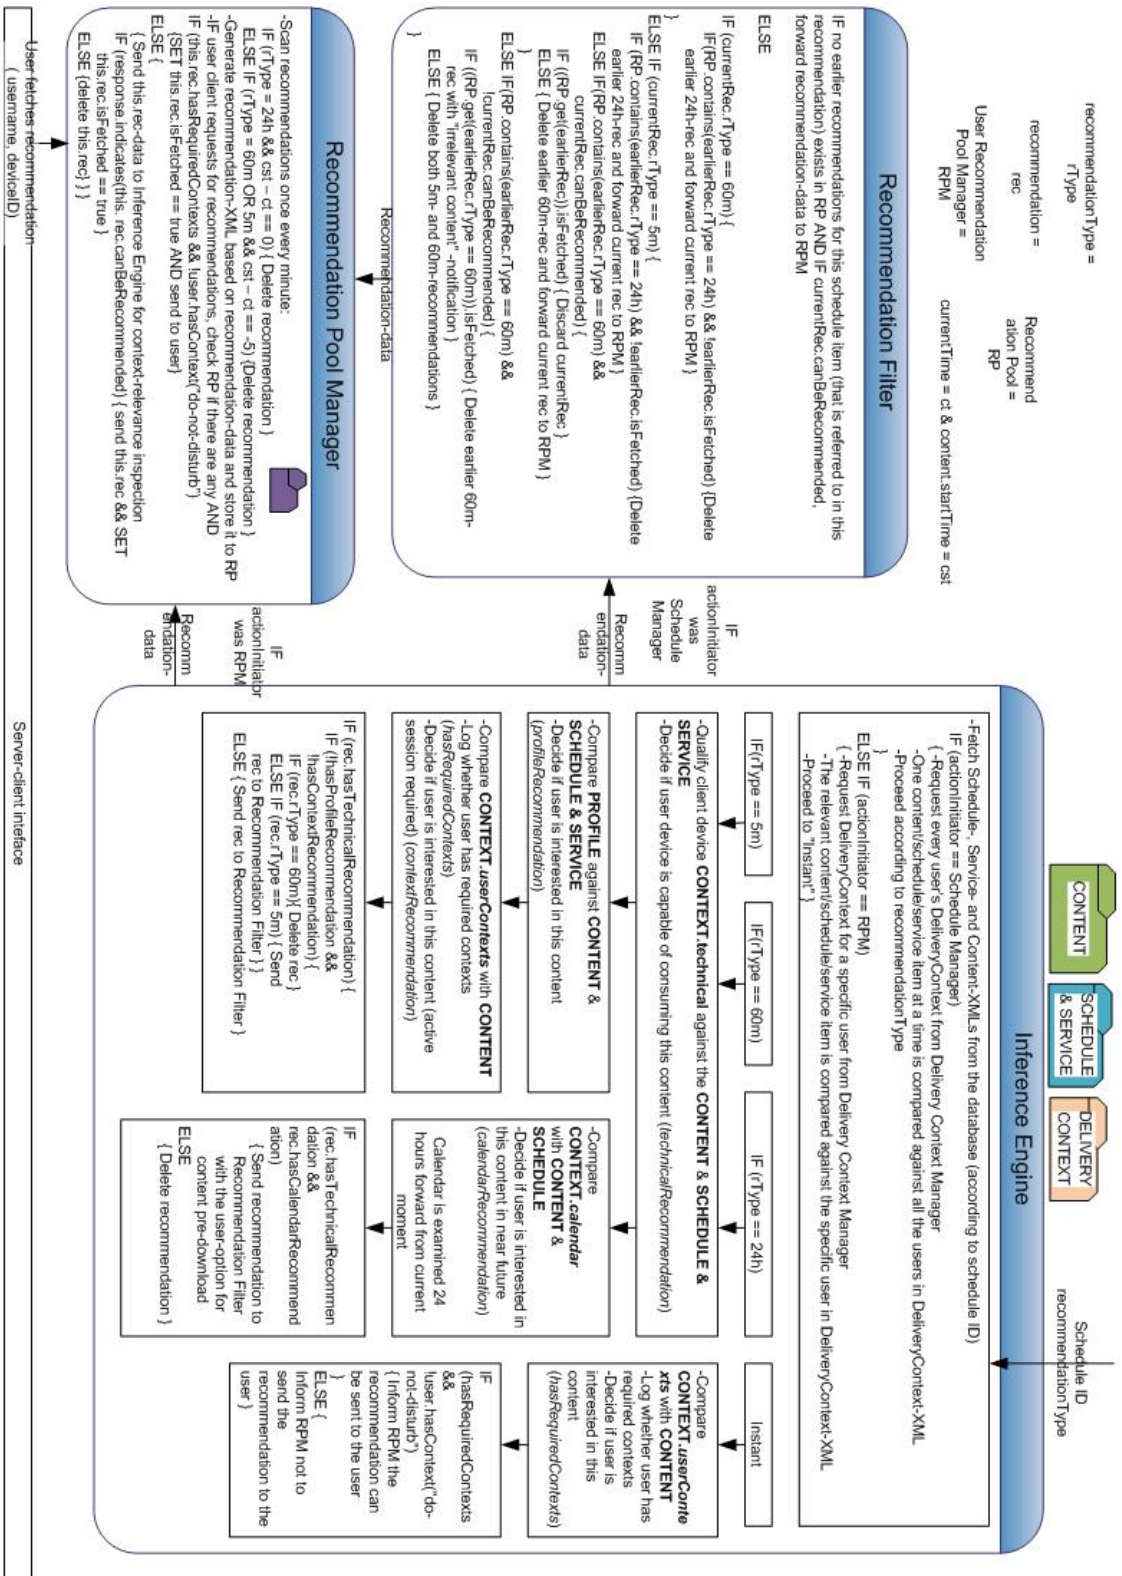 recommendationType =
rType
recommendation =
rec
User Recommendation
Pool Manager =
RPM
Recommend
ation Pool =
RP
currentTime = ct & content.startTime = cst
Recommendation Filter
IF no earlier recommendations for this schedule item (that is referred to in this
recommendation) exists in RP AND IF currentRec.canBeRecommended,
forward recommendation-data to RPM
ELSE
IF (currentRec.rType == 60m) {
IF(RP.contains(earlierRec.rType == 24h) && !earlierRec.isFetched) {Delete
earlier 24h-rec and forward current rec to RPM }
}
ELSE IF (currentRec.rType == 5m) {
IF (RP.contains(earlierRec.rType == 24h) && !earlierRec.isFetched) {Delete
earlier 24h-rec and forward current rec to RPM }
ELSE IF(RP.contains(earlierRec.rType == 60m) &&
currentRec.canBeRecommended) {
IF ((RP.get(earlierRec)).isFetched) { Discard currentRec }
ELSE { Delete earlier 60m-rec and forward current rec to RPM }
}
ELSE IF(RP.contains(earlierRec.rType == 60m) &&
!currentRec.canBeRecommended) {
IF ((RP.get(earlierRec.rType == 60m)).isFetched) { Delete earlier 60m-
rec with "irrelevant content" -notification }
ELSE { Delete both 5m- and 60m-recommendations }
}
Recommendation-data
Recommendation Pool Manager
-Scan recommendations once every minute:
IF (rType = 24h && cst – ct == 0) { Delete recommendation }
ELSE IF (rType = 60m OR 5m && cst – ct == -5) {Delete recommendation }
-Generate recommendation-XML based on recommendation-data and store it to RP
-IF user client requests for recommendations, check RP if there are any AND
IF (this.rec.hasRequiredContexts && !user.hasContext("do-not-disturb")
{SET this.rec.isFetched == true AND send to user}
ELSE {
{ Send this.rec-data to Inference Engine for context-relevance inspection
IF (response.indicates(this. rec.canBeRecommended) { send this.rec && SET
this.rec.isFetched == true }
ELSE {delete this.rec} } }
User fetches recommendation
( username, deviceID)
IF
actionInitiator
was
Schedule
Manager
Recomm
endation-
data
IF
actionInitiator
was RPM
Recomm
endation-
data
CONTENT
SCHEDULE
& SERVICE
DELIVERY
CONTEXT
Schedule ID
recommendationType
Inference Engine
-Fetch Schedule-, Service- and Content-XMLs from the database (according to schedule ID)
IF (actionInitiator == Schedule Manager)
{ -Request every user's DeliveryContext from Delivery Context Manager
-One content/schedule/service item at a time is compared against all the users in DeliveryContext-XML
-Proceed according to recommendationType
}
ELSE IF (actionInitiator == RPM)
{ -Request DeliveryContext for a specific user from Delivery Context Manager
-The relevant content/schedule/service item is compared against the specific user in DeliveryContext-XML
-Proceed to "Instant" }
IF(rType == 5m)
IF(rType == 60m)
IF (rType == 24h)
Instant
-Qualify client device CONTEXT.technical against the CONTENT & SCHEDULE &
SERVICE
-Decide if user device is capable of consuming this content (technicalRecommendation)
-Compare PROFILE against CONTENT &
SCHEDULE & SERVICE
-Decide if user is interested in this content
(profileRecommendation)
-Compare CONTEXT.userContexts with CONTENT
-Log whether user has required contexts
(hasRequiredContexts)
-Decide if user is interested in this content (active
session required) (contextRecommendation)
IF (rec.hasTechnicalRecommendation) {
IF (!hasProfileRecommendation &&
!hasContextRecommendation) {
IF (rec.rType == 60m){ Delete rec }
ELSE IF (rec.rType == 5m) { Send
rec to Recommendation Filter } }
ELSE { Send rec to Recommendation Filter }
-Compare
CONTEXT.calendar
with CONTENT &
SCHEDULE
-Decide if user is interested in
this content in near future
(calendarRecommendation)
Calendar is examined 24
hours forward from current
moment
IF
(rec.hasTechnicalRecommen
dation &&
rec.hasCalendarRecommend
ation)
{ Send recommendation to
Recommendation Filter
with the user-option for
content pre-download
ELSE
{ Delete recommendation }
-Compare
CONTEXT.userConte
xts with CONTENT
-Log whether user has
required contexts
-Decide if user is
interested in this
content
(hasRequiredContexts)
IF
(hasRequiredContexts
&&
!user.hasContext("do-
not-disturb")
{ Inform RPM the
recommendation can
be sent to the user
}
ELSE {
Inform RPM not to
send the
recommendation to the
user }
Server-client inteface